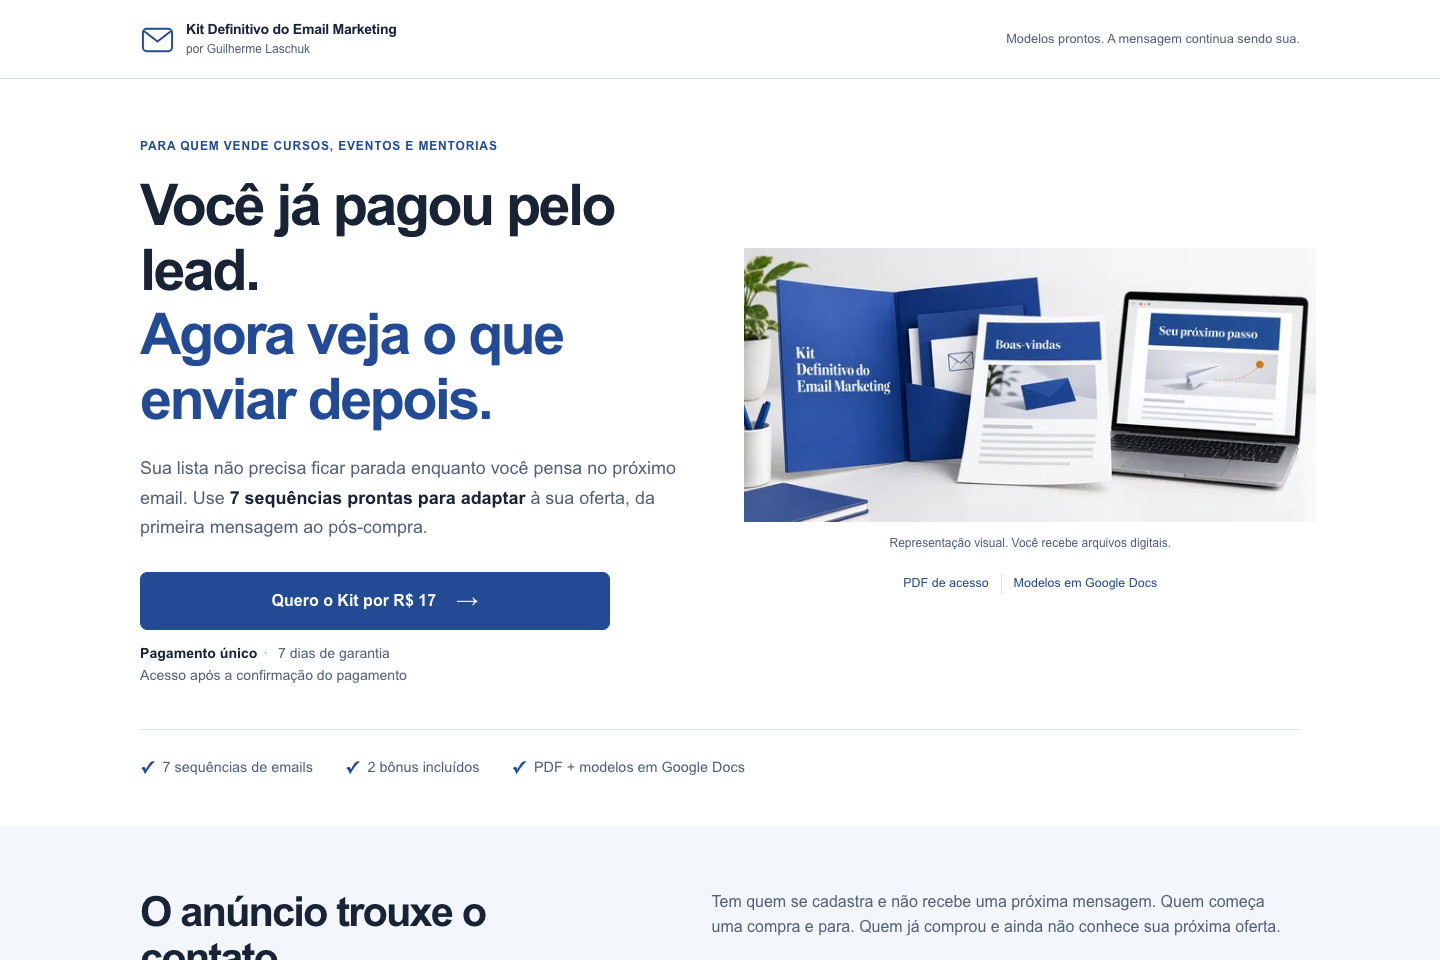 Kit Definitivo do Email Marketing
por Guilherme Laschuk
Modelos prontos. A mensagem continua sendo sua.
PARA QUEM VENDE CURSOS, EVENTOS E MENTORIAS
Você já pagou pelo
lead.
Agora veja o que
enviar depois.
Sua lista não precisa ficar parada enquanto você pensa no próximo
email. Use 7 sequências prontas para adaptar à sua oferta, da
primeira mensagem ao pós-compra.
Quero o Kit por R$ 17 →
Pagamento único · 7 dias de garantia
Acesso após a confirmação do pagamento
Kit
Definitivo do
Email Marketing
Boas-vindas
Seu próximo passo
Representação visual. Você recebe arquivos digitais.
PDF de acesso
Modelos em Google Docs
7 sequências de emails
2 bônus incluídos
PDF + modelos em Google Docs
O anúncio trouxe o
contato.
Tem quem se cadastra e não recebe uma próxima mensagem. Quem começa
uma compra e para. Quem já comprou e ainda não conhece sua próxima oferta.